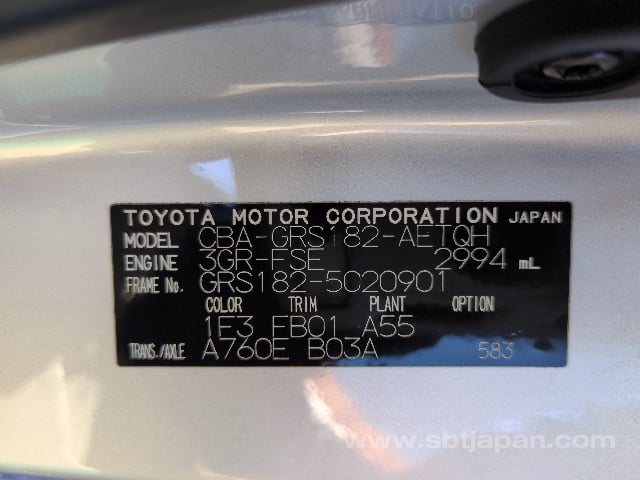 TOYOTA MOTOR CORPORATION JAPAN
MODEL CBA-GRS182-AETQH
ENGINE 3GR-FSE 2994 mL
FRAME No. GRS182-5020901
COLOR TRIM PLANT OPTION
1F3 FB01 A55
TRANS./AXLE A760E B03A 583
www.sbtjapan.com